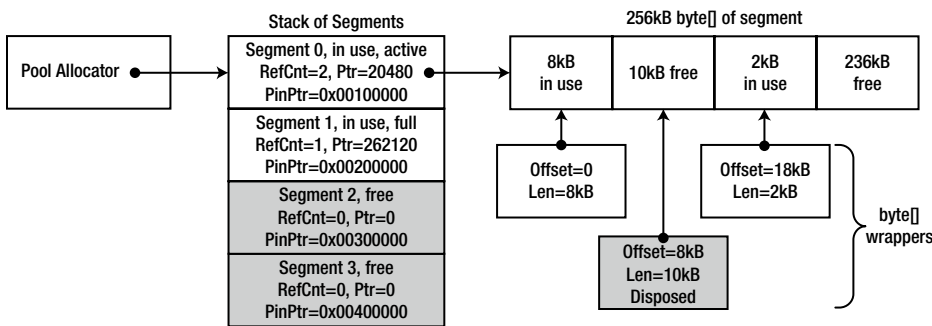 Stack of Segments
256kB byte[] of segment
Pool Allocator
Segment 0, in use, active
RefCnt=2, Ptr=20480
PinPtr=0x00100000
Segment 1, in use, full
RefCnt=1, Ptr=262120
PinPtr=0x00200000
Segment 2, free
RefCnt=0, Ptr=0
PinPtr=0x00300000
Segment 3, free
RefCnt=0, Ptr=0
PinPtr=0x00400000
8kB
in use
10kB free
2kB
in use
236kB
free
Offset=0
Len=8kB
Offset=18kB
Len=2kB
Offset=8kB
Len=10kB
Disposed
byte[]
wrappers